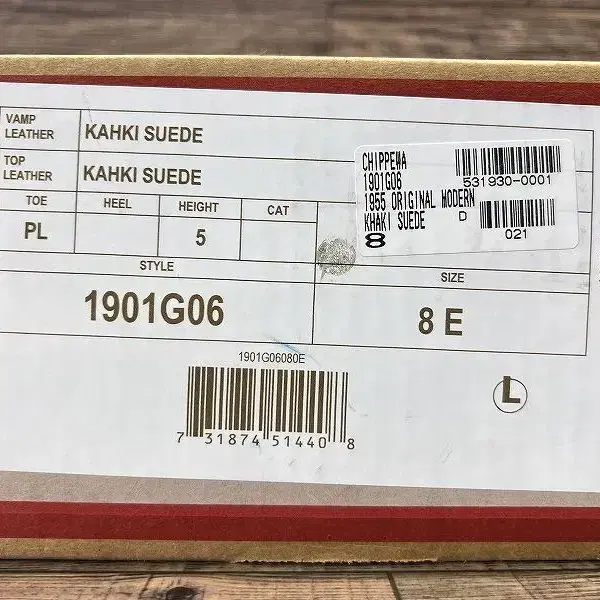 VAMP LEATHER KAHKI SUEDE
TOP LEATHER KAHKI SUEDE
TOE HEEL HEIGHT CAT
PL 5
STYLE SIZE
1901G06 8 E
1901G06080E
7 31874 51440 8
L
CHIPPEWA
1901G06 531930-0001
1955 ORIGINAL MODERN
KHAKI SUEDE D
8 021